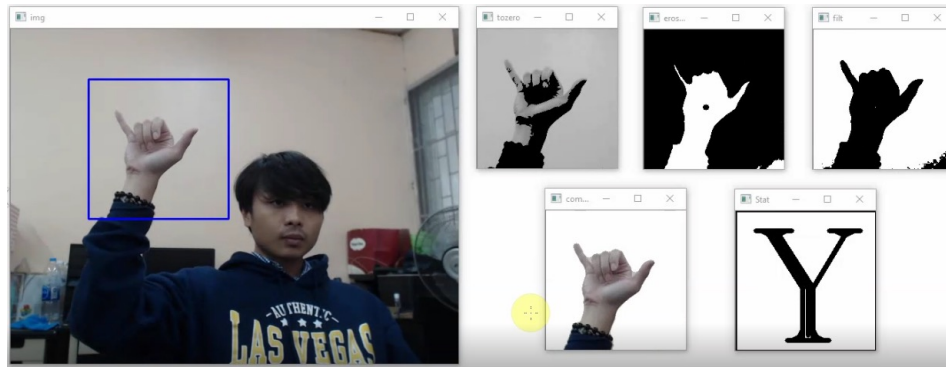 img
tozero
eros...
filt
AUTHENTIC
LAS VEGAS
com...
Stat
Y